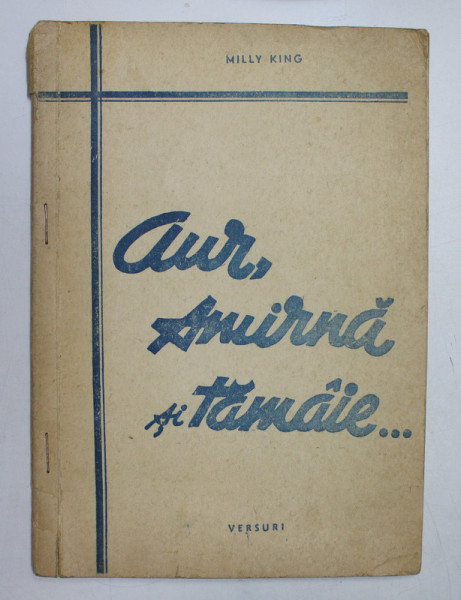 MILLY KING
Aur,
smirnă
și tămâie...
VERSURI